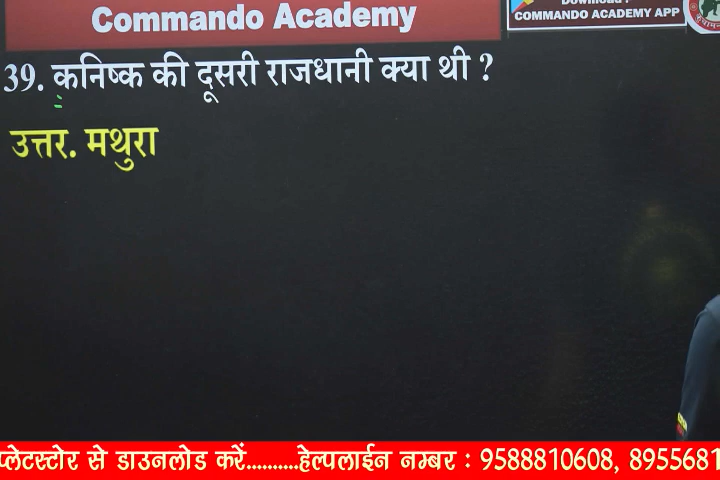 Commando Academy
COMMANDO ACADEMY APP
39. कनिष्क की दूसरी राजधानी क्या थी ?
उत्तर. मथुरा
प्लेटस्टोर से डाउनलोड करें..........हेल्पलाईन नम्बर : 9588810608, 8955681